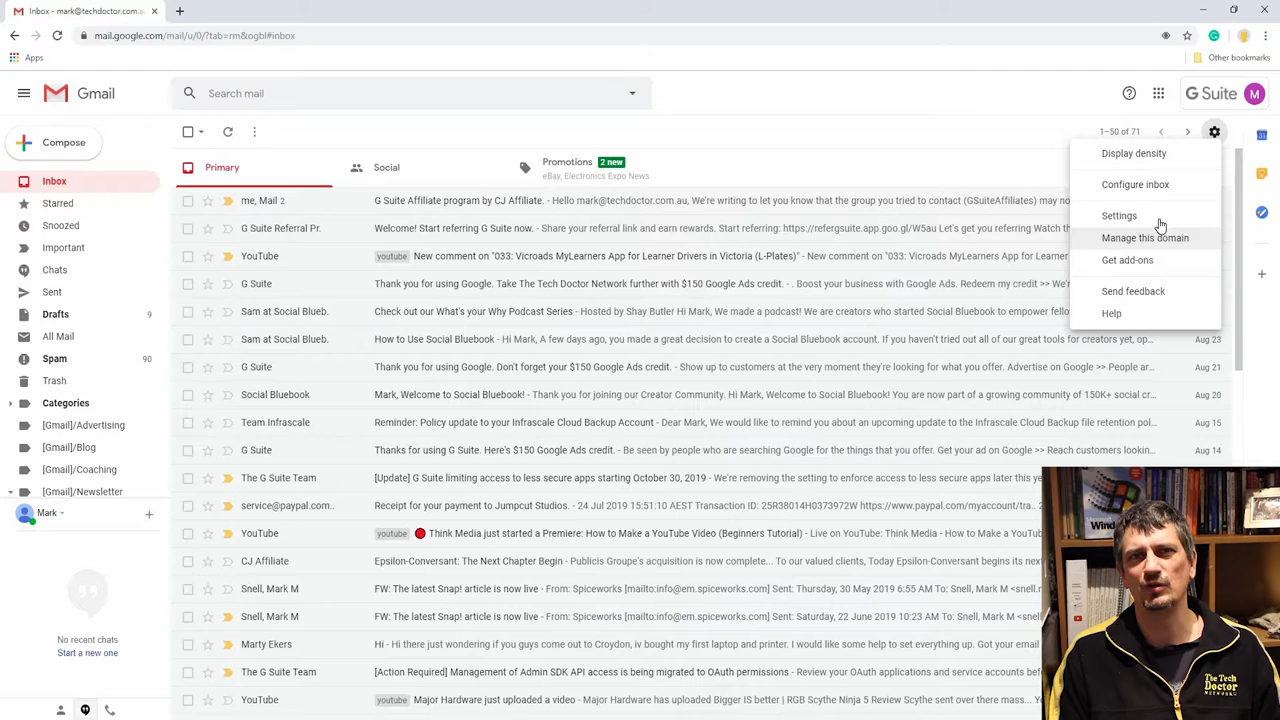 Inbox - mark@techdoctor.com.a
mail.google.com/mail/u/0/?tab=rm&ogbl#inbox
Apps
Other bookmarks
Gmail
Search mail
G Suite M
Compose
1–50 of 71
Inbox
Starred
Snoozed
Important
Chats
Sent
Drafts 9
All Mail
Spam 90
Trash
Categories
[Gmail]/Advertising
[Gmail]/Blog
[Gmail]/Coaching
[Gmail]/Newsletter
Mark
No recent chats
Start a new one
Primary
Social
Promotions 2 new
eBay, Electronics Expo News
me, Mail 2 G Suite Affiliate program by CJ Affiliate. - Hello mark@techdoctor.com.au, We're writing to let you know that the group you tried to contact (GSuiteAffiliates) may no
G Suite Referral Pr. Welcome! Start referring G Suite now. - Share your referral link and earn rewards. Start referring: https://refergsuite.app.goo.gl/W5au Let's get you referring Watch th
YouTube youtube New comment on "033: Vicroads MyLearners App for Learner Drivers in Victoria (L-Plates)" -
G Suite Thank you for using Google. Take The Tech Doctor Network further with $150 Google Ads credit. - . Boost your business with Google Ads. Redeem my credit >> We're
Sam at Social Blueb. Check out our What's your Why Podcast Series - Hosted by Shay Butler Hi Mark, We made a podcast! We are creators who started Social Bluebook to empower fello
Sam at Social Blueb. How to Use Social Bluebook - Hi Mark, A few days ago, you made a great decision to create a Social Bluebook account. If you haven't tried out all of our great tools for creators yet, op... Aug 23
G Suite Thank you for using Google. Don't forget your $150 Google Ads credit. - Show up to customers at the very moment they're looking for what you offer. Advertise on Google >> People ar... Aug 21
Social Bluebook Mark, Welcome to Social Bluebook! - Thank you for joining our Creator Community. Hi Mark, Welcome to Social Bluebook! You are now part of a growing community of 150K+ social cr... Aug 20
Team Infrascale Reminder: Policy update to your Infrascale Cloud Backup Account - Dear Mark, We would like to remind you about an upcoming update to the Infrascale Cloud Backup file retention pol... Aug 15
G Suite Thanks for using G Suite. Here's $150 Google Ads credit. - Be seen by people who are searching Google for the things that you offer. Get your ad on Google >> Reach customers lookin... Aug 14
The G Suite Team [Update] G Suite limiting access to less secure apps starting October 30, 2019 - We're removing the setting to enforce access to less secure apps later this ye
service@paypal.com.. Receipt for your payment to Jumpcut Studios. - 24 Jul 2019 15:51:10 AEST Transaction ID: 25R38014H0373972W https://www.paypal.com/myaccount/tra
YouTube youtube Think Media just started a Premiere: How to Make a YouTube Video (Beginners Tutorial) - Live on YouTube: Think Media - How to Make a YouTu
CJ Affiliate Epsilon-Conversant: The Next Chapter Begin - Publicis Groupe's acquisition is now complete... - To our valued clients, Today Epsilon-Conversant begins its nex
Snell, Mark M FW: The latest Snap! article is now live - From: Spiceworks [mailto:info@em.spiceworks.com] Sent: Thursday, 30 May 2019 6:55 AM To: Snell, Mark M <snel
Snell, Mark M FW: The latest Snap! article is now live - From: Spiceworks [mailto:info@em.spiceworks.com] Sent: Saturday, 22 June 2019 10:23 AM To: Snell, Mark M <sne
Marty Ekers Hi - Hi there just wondering if you guys come out to Croydon, iv bought my first laptop and printer. I would like some help to set everything up. Got your email
The G Suite Team [Action Required] Management of Admin SDK API access is being migrated to OAuth permissions - Review your OAuth applications and decide
YouTube youtube Major Hardware just uploaded a video - Major Hardware has uploaded Bigger IS better | RGB Scythe Ninja 5 Review Scythe sent over there mass
Display density
Configure inbox
Settings
Manage this domain
Get add-ons
Send feedback
Help
Wind
The Tech
Doctor
NETWORK